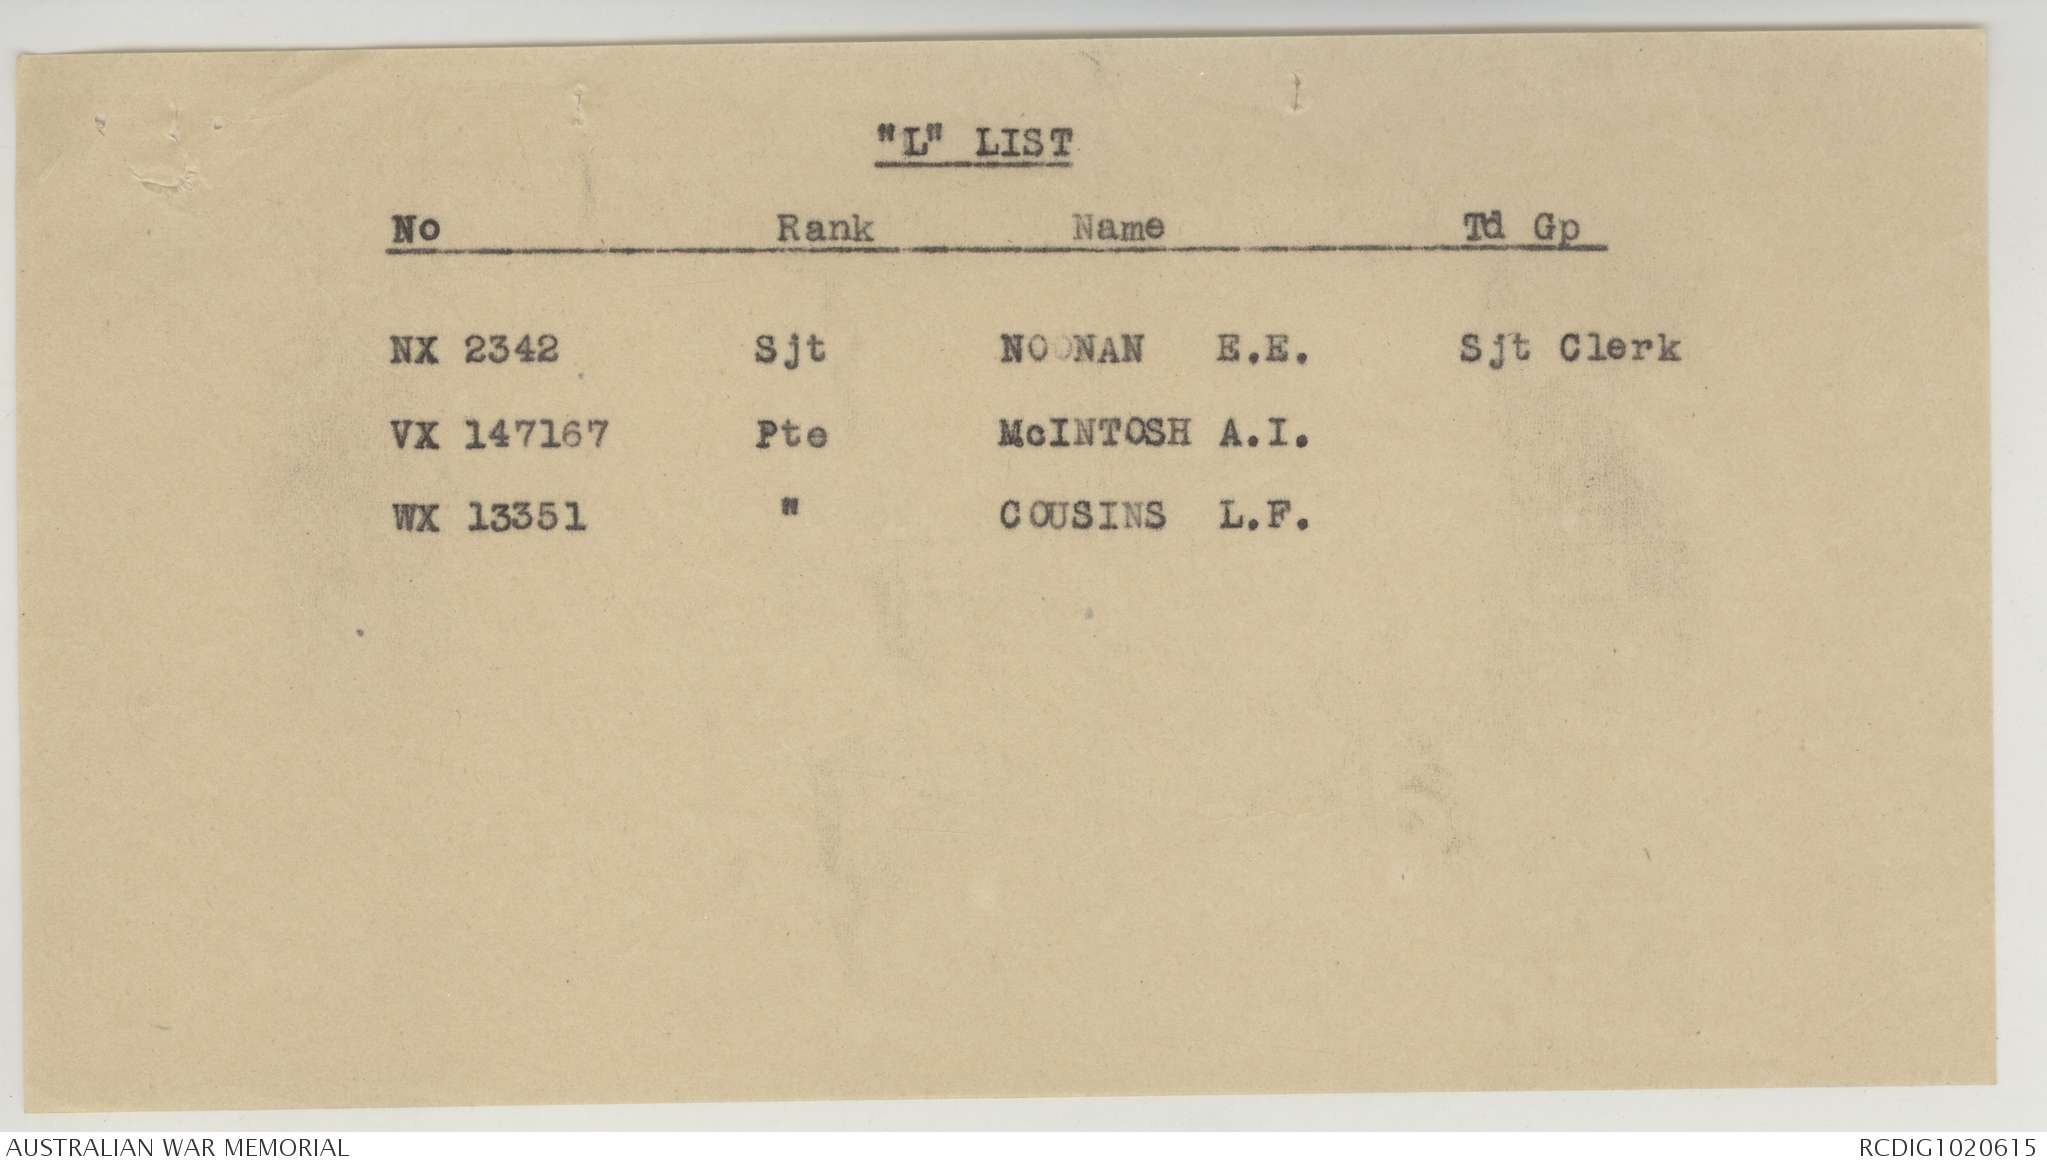 "L" LIST
No Rank Name Td Gp
NX 2342 Sjt NOONAN E.E. Sjt Clerk
VX 147167 Pte McINTOSH A.I.
WX 13351 " COUSINS L.F.
AUSTRALIAN WAR MEMORIAL RCDIG1020615